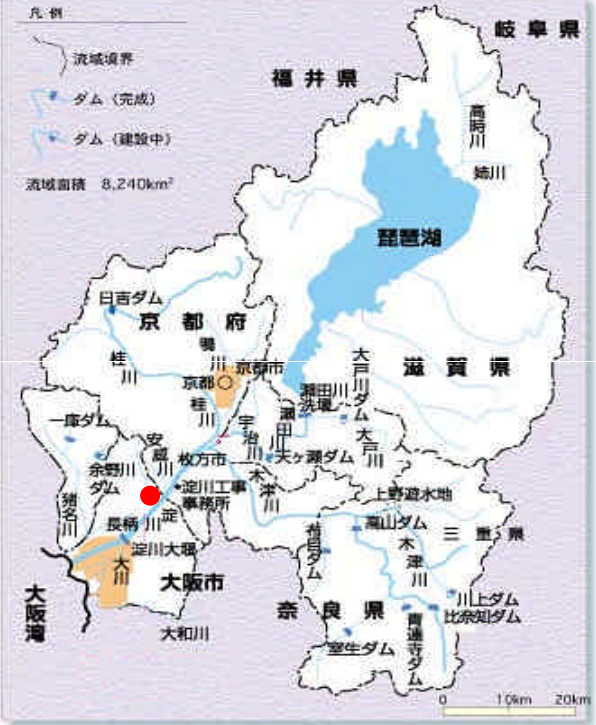 凡例
流域境界
ダム（完成）
ダム（建設中）
流域面積 8,240km²
岐阜県
福井県
高時川
姉川
琵琶湖
日吉ダム
京都府
鴨川
桂川
京都
京都市
桂川
大戸川ダム
滋賀県
瀬田川洗堰
瀬田川
宇治川
大戸川
天ヶ瀬ダム
一庫ダム
安威川
余野川ダム
枚方市
木津川
淀川工事事務所
上野遊水地
猪名川
淀川
長柄
高山ダム
三重県
淀川大堰
布目ダム
木津川
大川
大阪市
大阪湾
奈良県
川上ダム
比奈知ダム
大和川
室生ダム
青蓮寺ダム
0 10km 20km